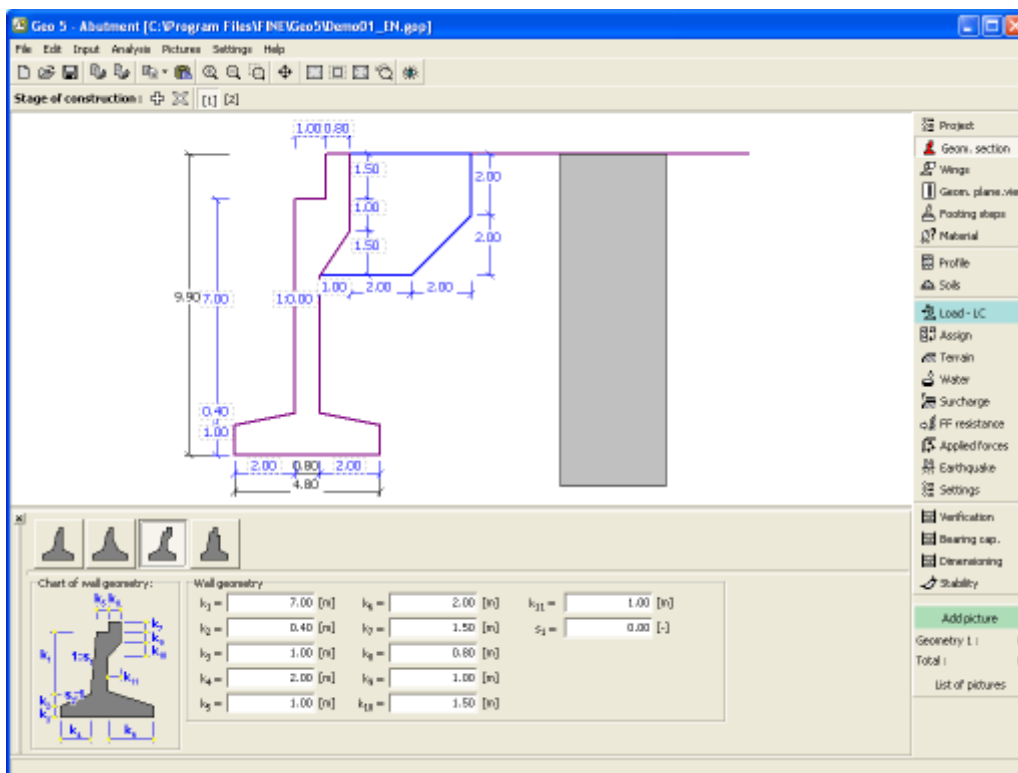 Geo 5 - Abutment [C:\Program Files\FINE\Geo5\Demo01_EN.gop]
File Edit Input Analysis Pictures Settings Help
Stage of construction: [1] [2]
1.00 0.80
1.50
2.00
1.00
1.50
2.00
1.00 2.00 2.00
9.90 7.00 1:0.00
0.40
1.00
2.00 0.80 2.00
4.80
Project
Geom. section
Wings
Geom. plane.vie
Footing steps
Material
Profile
Soils
Load - LC
Assign
Terrain
Water
Surcharge
FF resistance
Applied forces
Earthquake
Settings
Verification
Bearing cap.
Dimensioning
Stability
Add picture
Geometry 1 :
Total :
List of pictures
Chart of wall geometry:
Wall geometry
k1 = 7.00 [m] k6 = 2.00 [m] k11 = 1.00 [m]
k2 = 0.40 [m] k7 = 1.50 [m] s1 = 0.00 [-]
k3 = 1.00 [m] k8 = 0.80 [m]
k4 = 2.00 [m] k9 = 1.00 [m]
k5 = 1.00 [m] k10 = 1.50 [m]